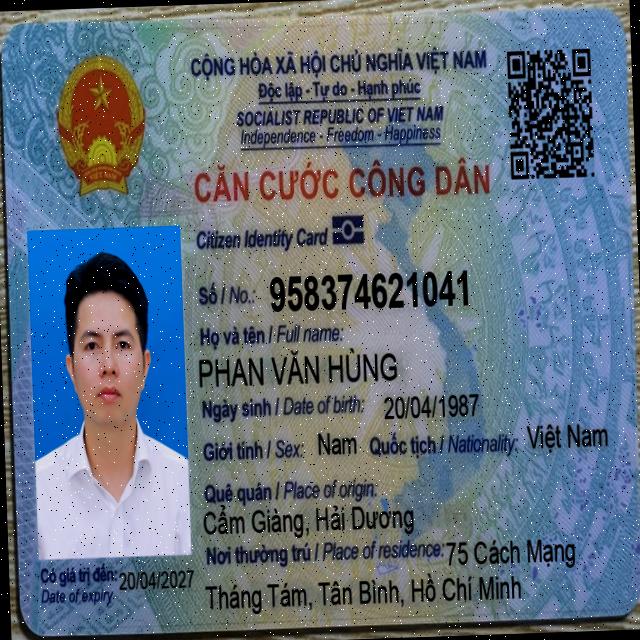 CỘNG HÒA XÃ HỘI CHỦ NGHĨA VIỆT NAM
Độc lập - Tự do - Hạnh phúc
SOCIALIST REPUBLIC OF VIET NAM
Independence - Freedom - Happiness
CĂN CƯỚC CÔNG DÂN
Citizen Identity Card
Số / No.: 958374621041
Họ và tên / Full name:
PHAN VĂN HÙNG
Ngày sinh / Date of birth: 20/04/1987
Giới tính / Sex: Nam Quốc tịch / Nationality: Việt Nam
Quê quán / Place of origin:
Cẩm Giàng, Hải Dương
Nơi thường trú / Place of residence: 75 Cách Mạng
Tháng Tám, Tân Bình, Hồ Chí Minh
Có giá trị đến: 20/04/2027
Date of expiry